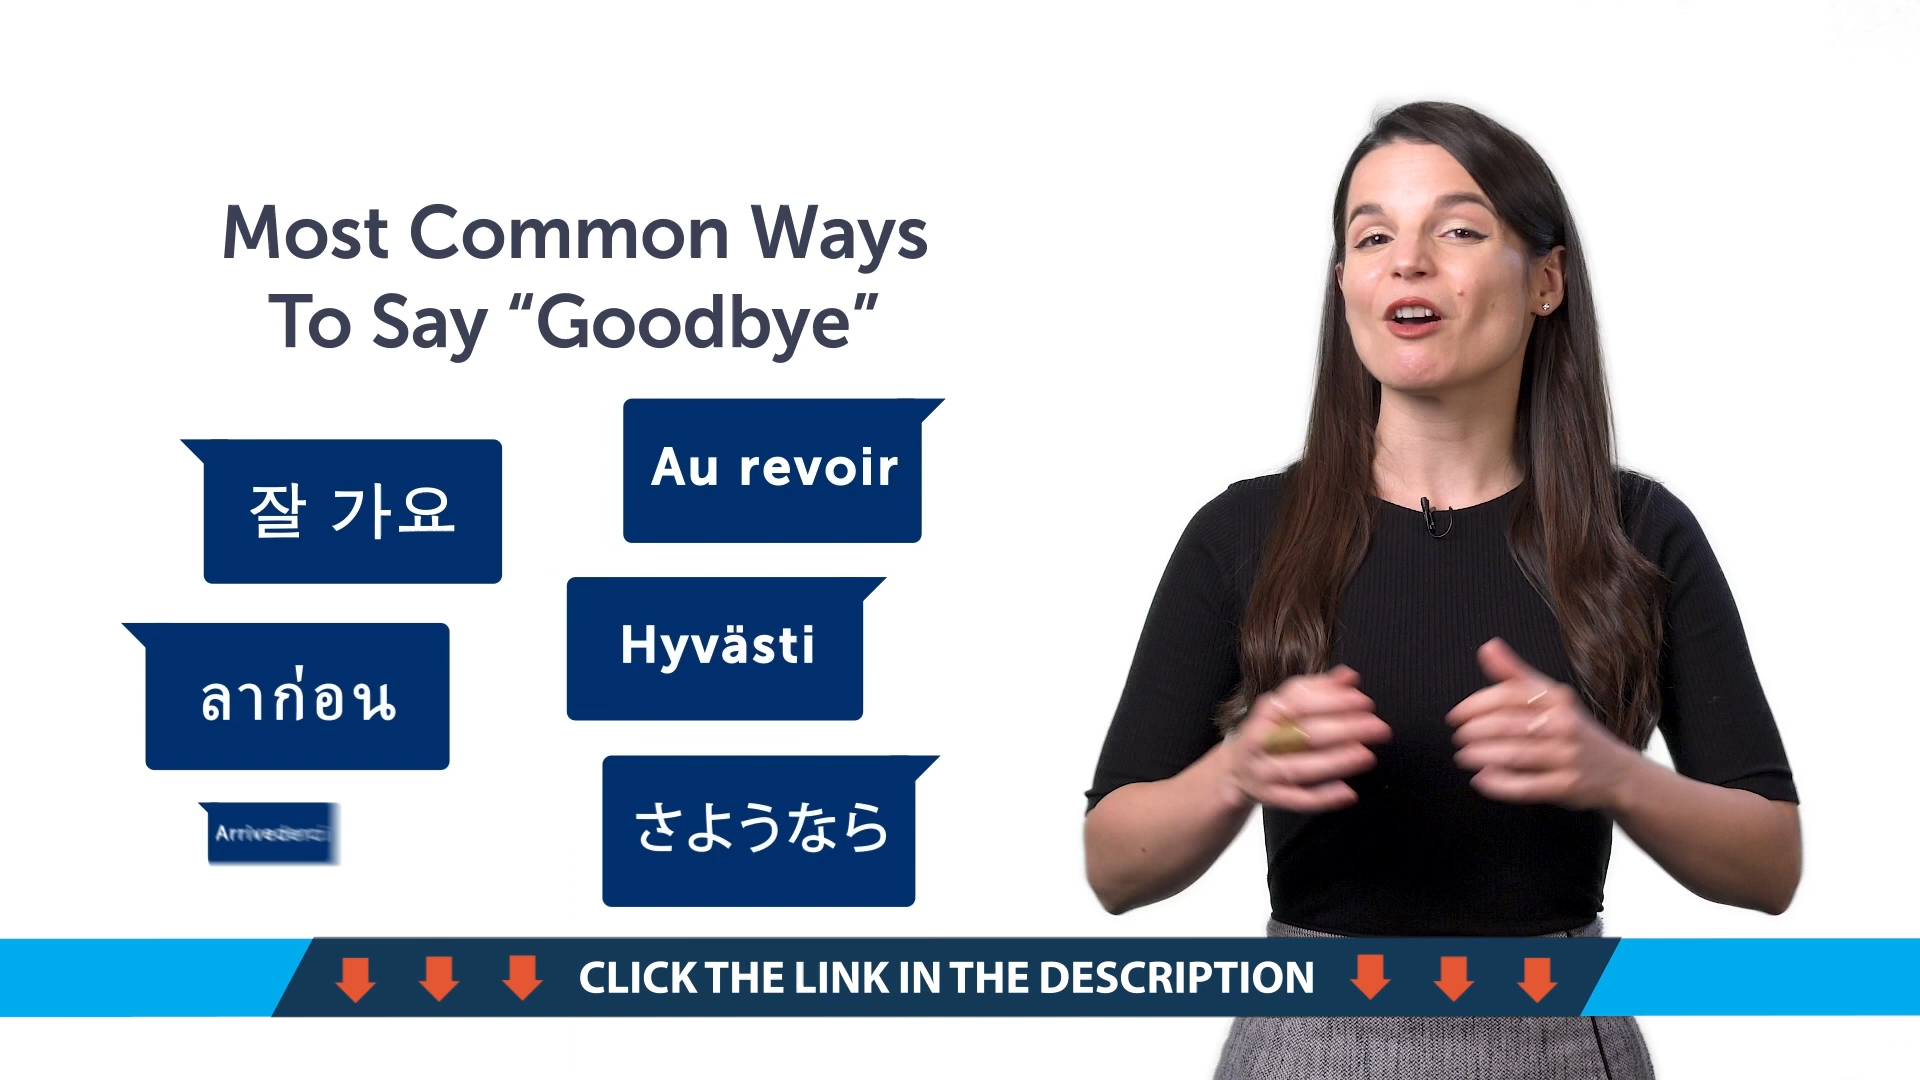 Most Common Ways
To Say “Goodbye”
Au revoir
잘 가요
Hyvästi
ลาก่อน
さようなら
CLICK THE LINK IN THE DESCRIPTION